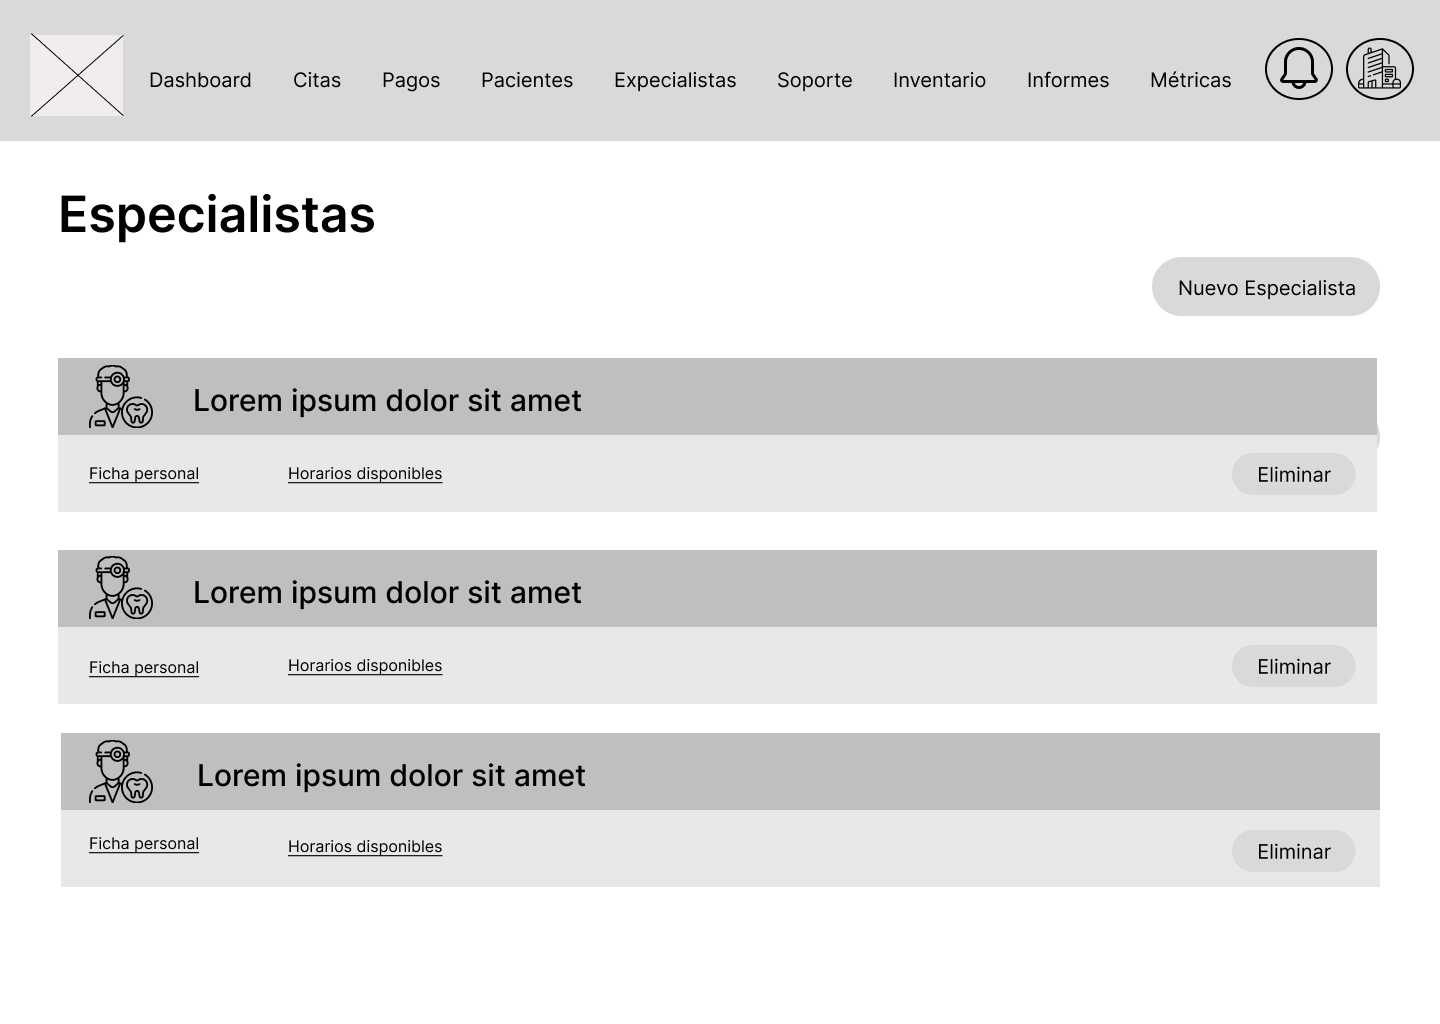 Dashboard Citas Pagos Pacientes Expecialistas Soporte Inventario Informes Métricas
Especialistas
Nuevo Especialista
Lorem ipsum dolor sit amet
Ficha personal Horarios disponibles Eliminar
Lorem ipsum dolor sit amet
Ficha personal Horarios disponibles Eliminar
Lorem ipsum dolor sit amet
Ficha personal Horarios disponibles Eliminar